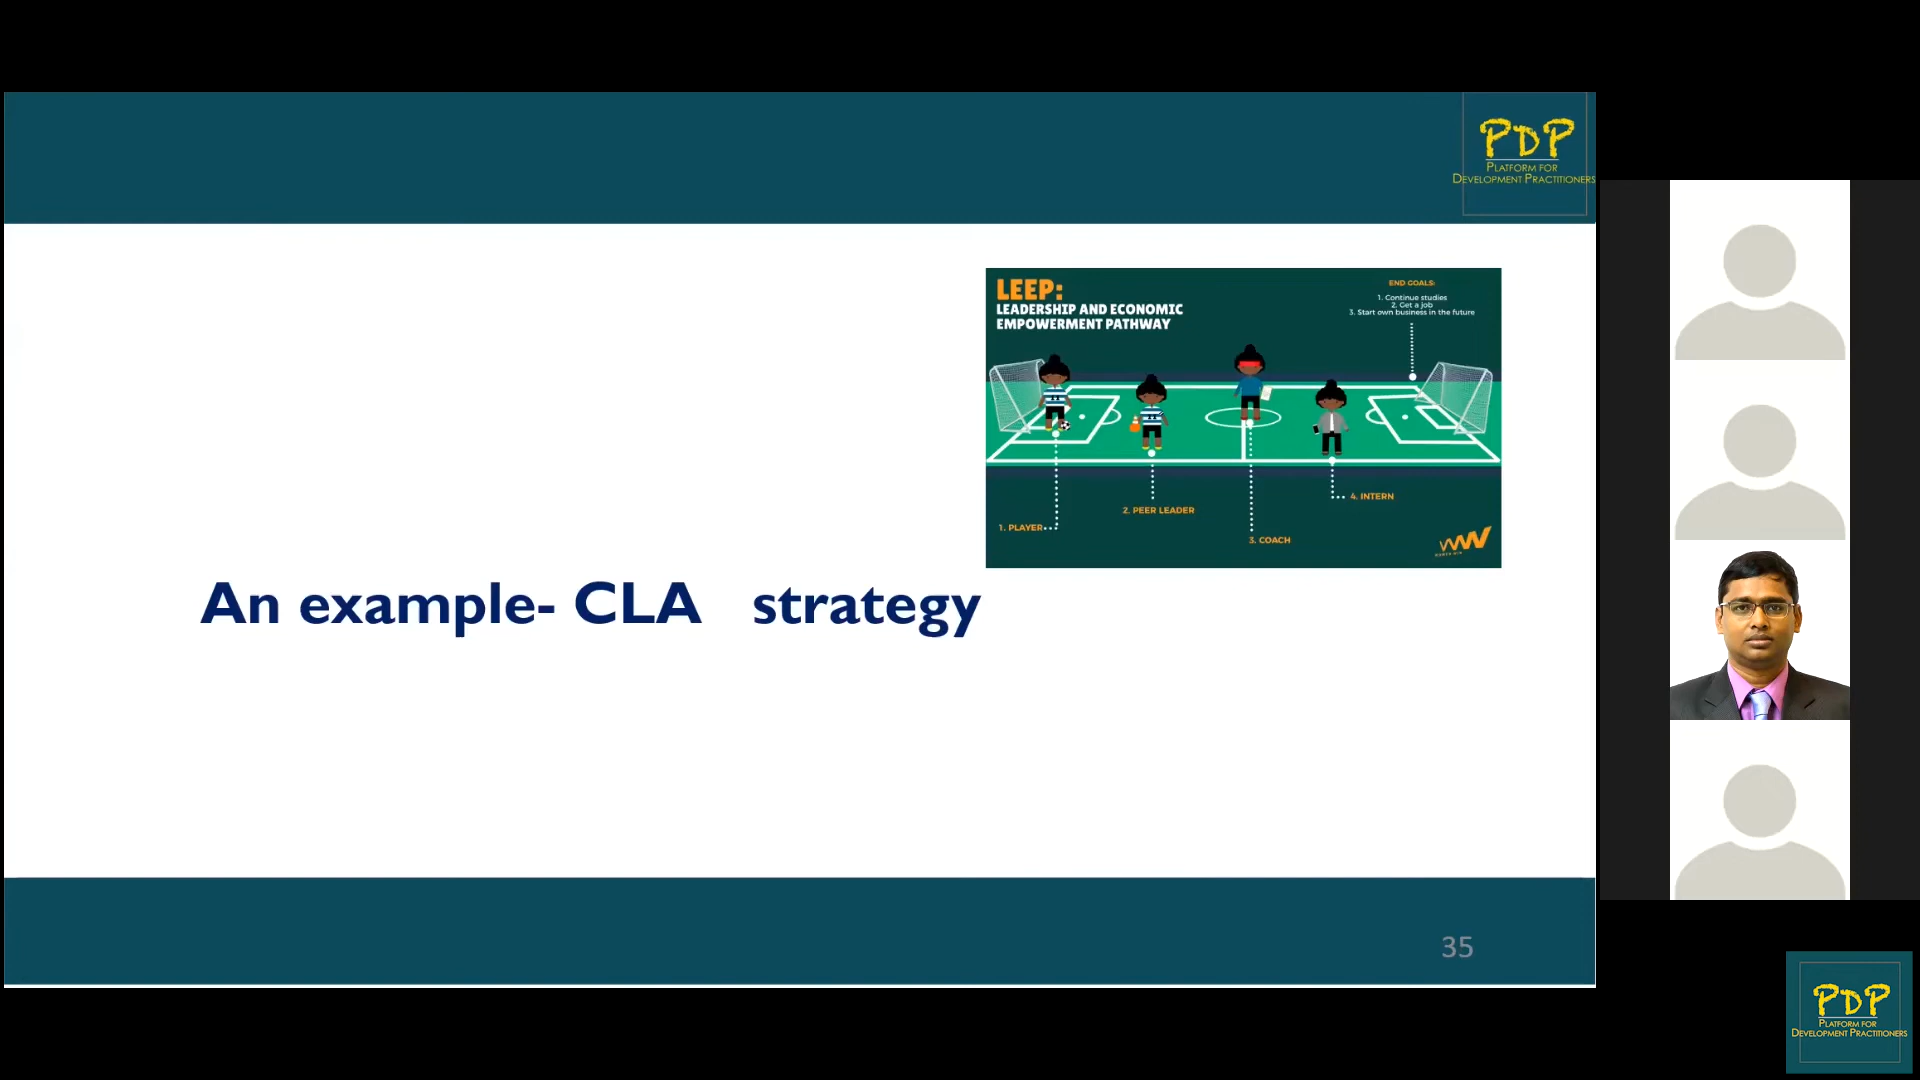 PDP
PLATFORM FOR
DEVELOPMENT PRACTITIONERS
LEEP:
LEADERSHIP AND ECONOMIC
EMPOWERMENT PATHWAY
END GOALS:
1. Continue studies
2. Get a job
3. Start own business in the future
4. INTERN
2. PEER LEADER
1. PLAYER
3. COACH
An example- CLA strategy
35
PDP
PLATFORM FOR
DEVELOPMENT PRACTITIONERS